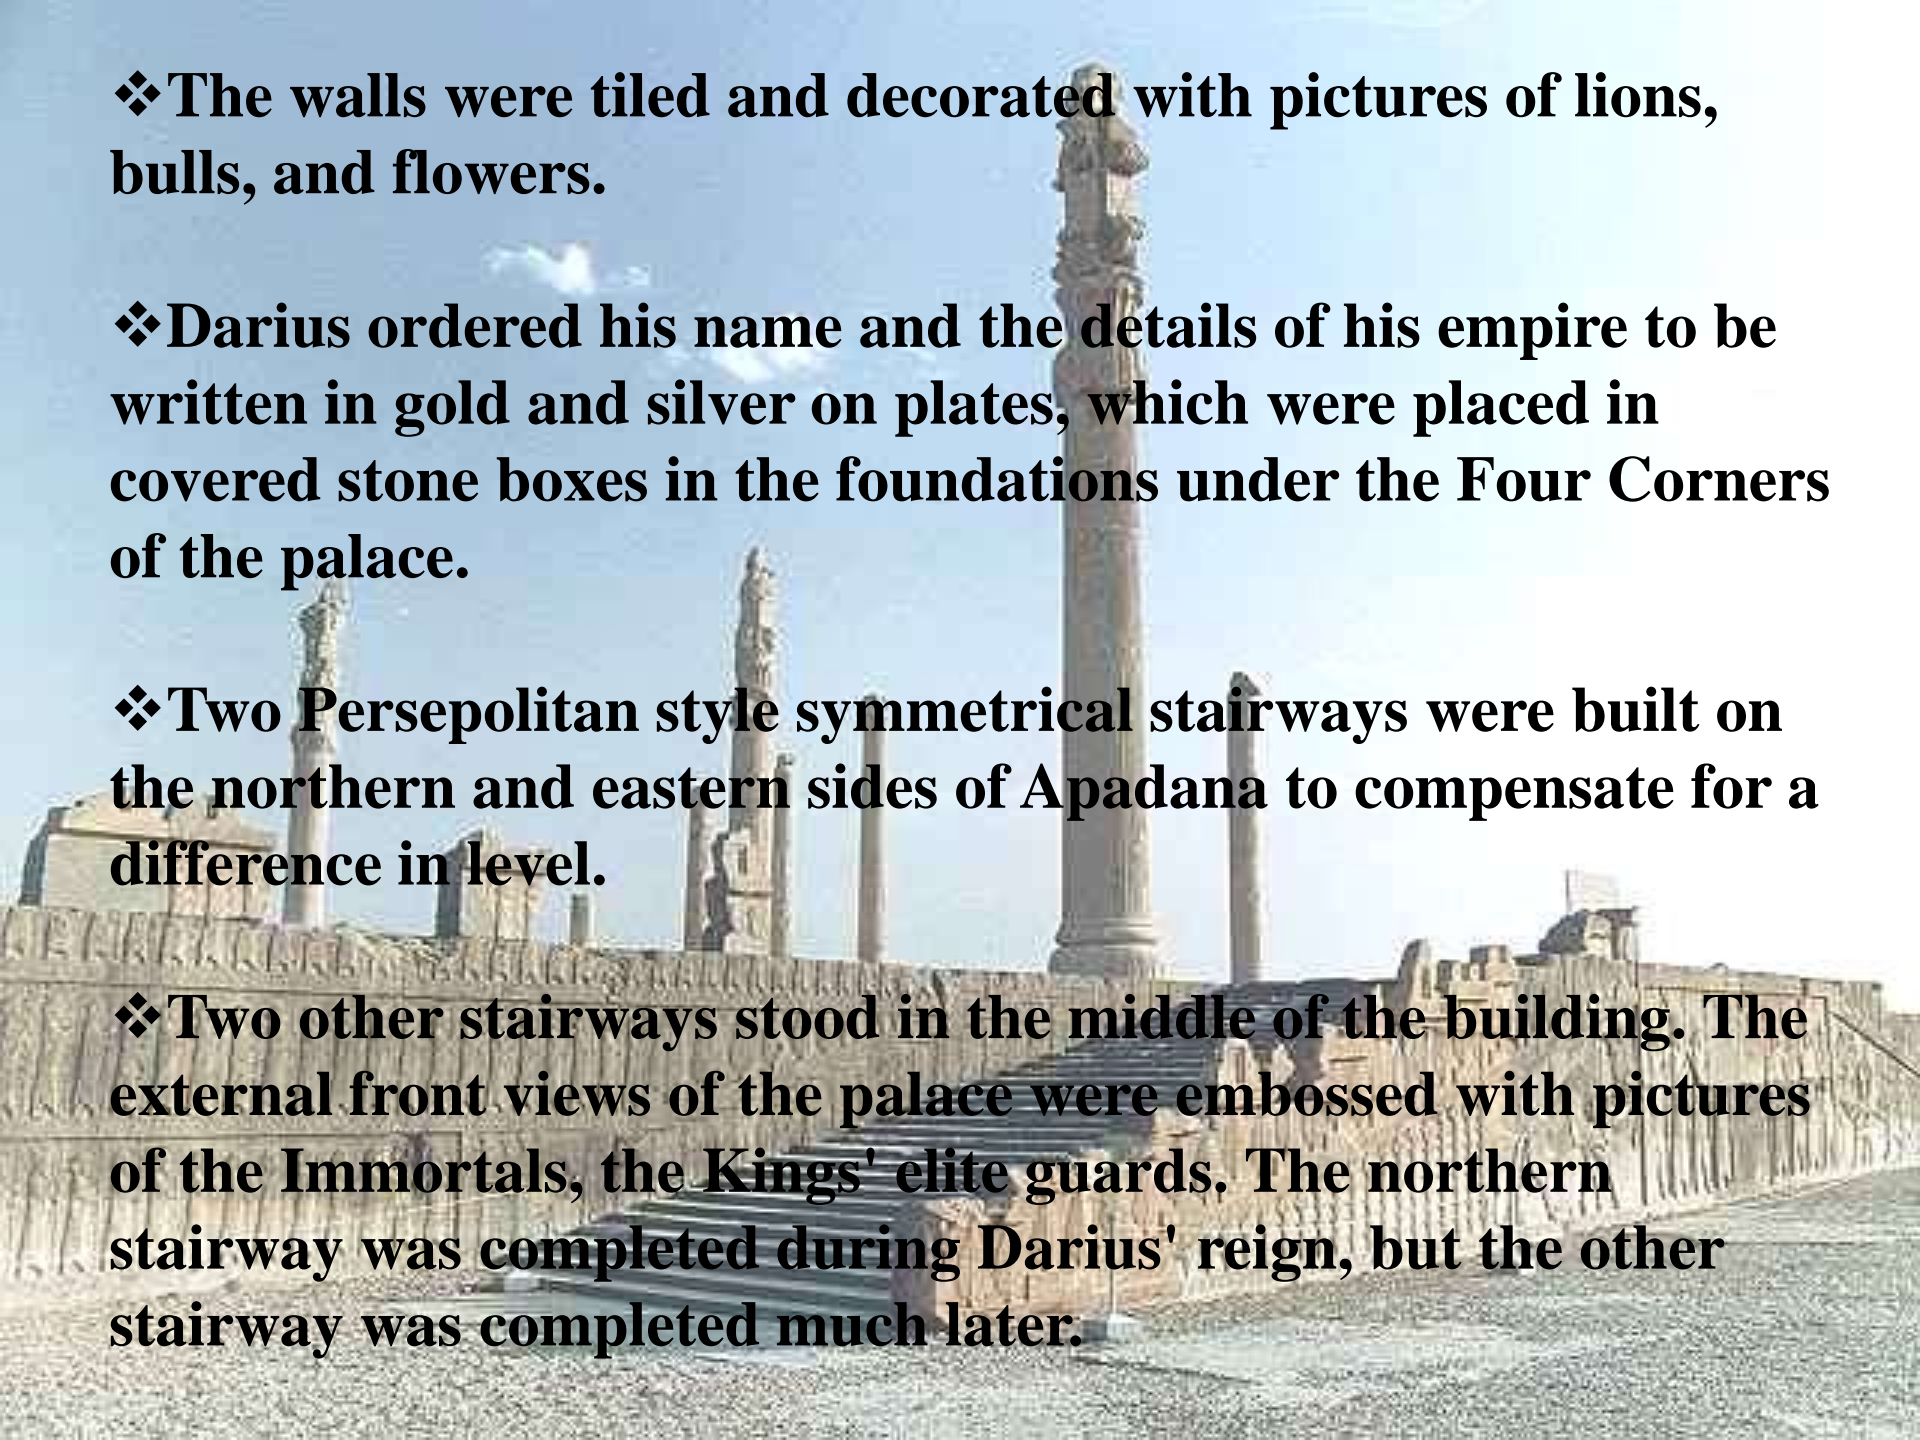 ❖The walls were tiled and decorated with pictures of lions,
bulls, and flowers.
❖Darius ordered his name and the details of his empire to be
written in gold and silver on plates, which were placed in
covered stone boxes in the foundations under the Four Corners
of the palace.
❖Two Persepolitan style symmetrical stairways were built on
the northern and eastern sides of Apadana to compensate for a
difference in level.
❖Two other stairways stood in the middle of the building. The
external front views of the palace were embossed with pictures
of the Immortals, the Kings' elite guards. The northern
stairway was completed during Darius' reign, but the other
stairway was completed much later.